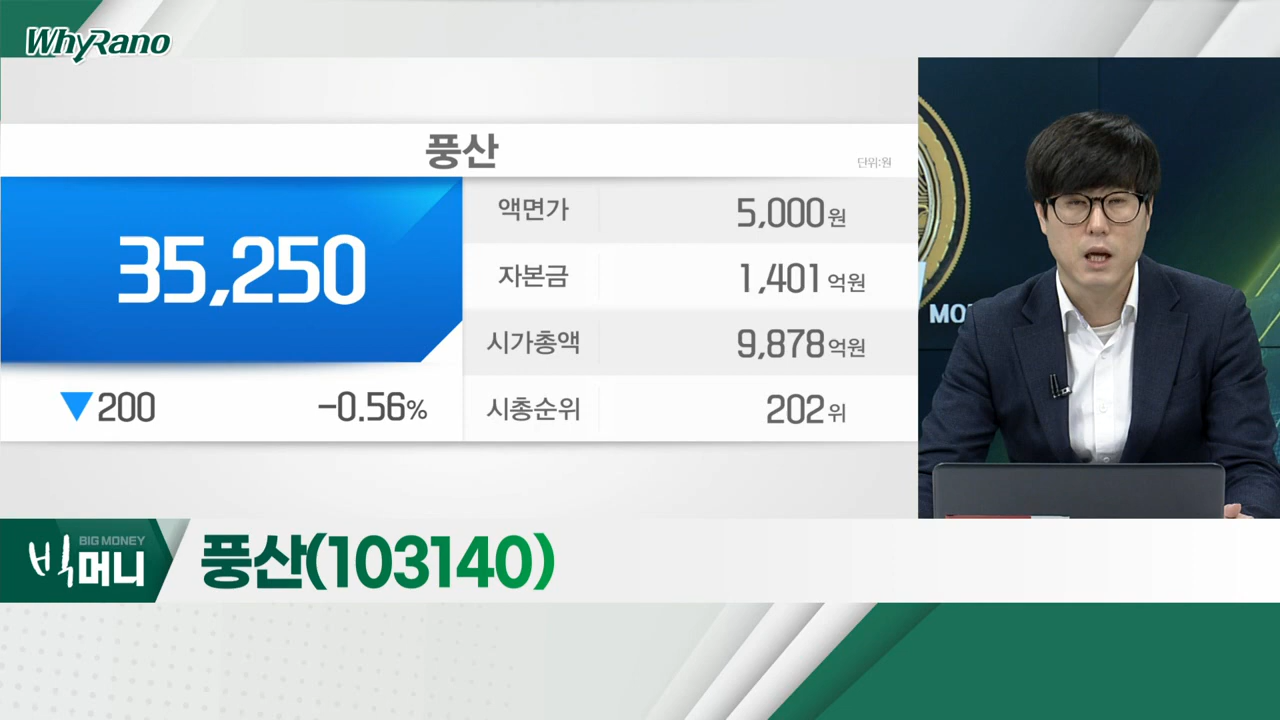 WhyRano
풍산
단위:원
35,250
▼200 -0.56%
액면가 5,000원
자본금 1,401억원
시가총액 9,878억원
시총순위 202위
MO
빅머니 BIG MONEY
풍산(103140)